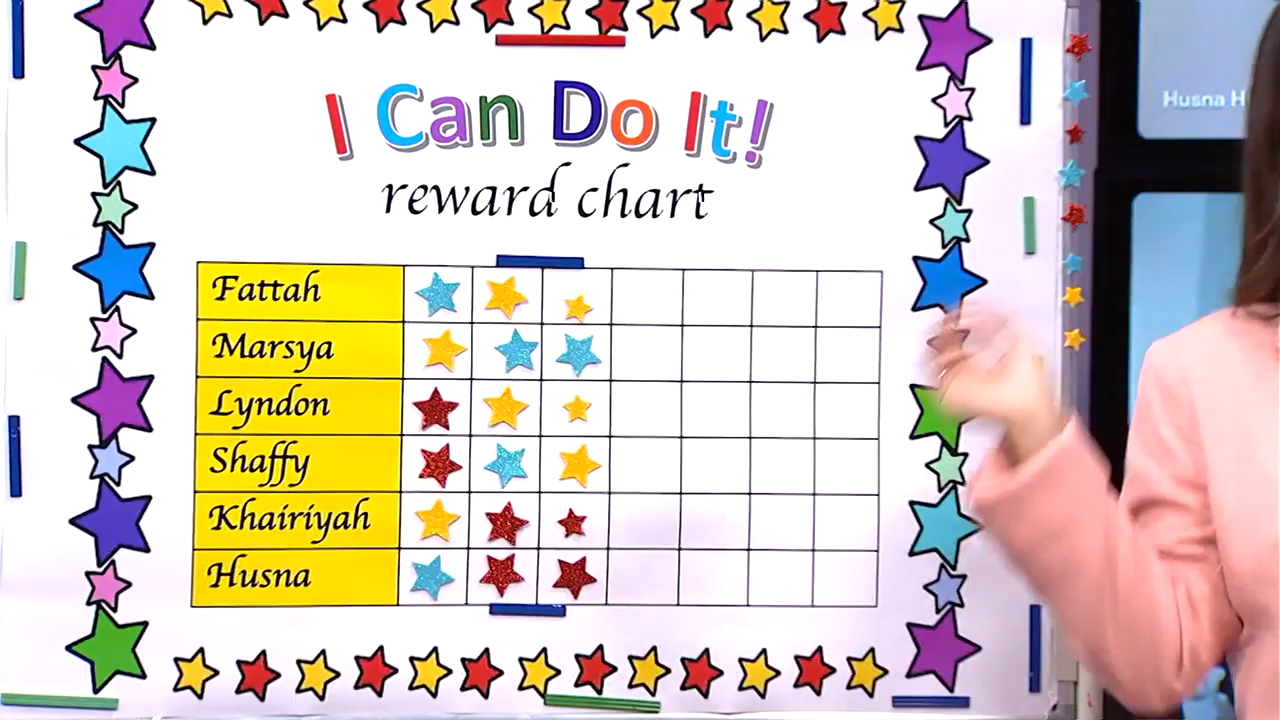 I Can Do It!
reward chart
Fattah
Marsya
Lyndon
Shaffy
Khairiyah
Husna
Husna H